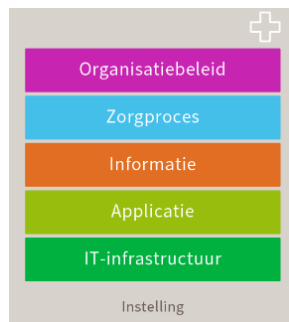 Organisatiebeleid
Zorgproces
Informatie
Applicatie
IT-infrastructuur
Instelling